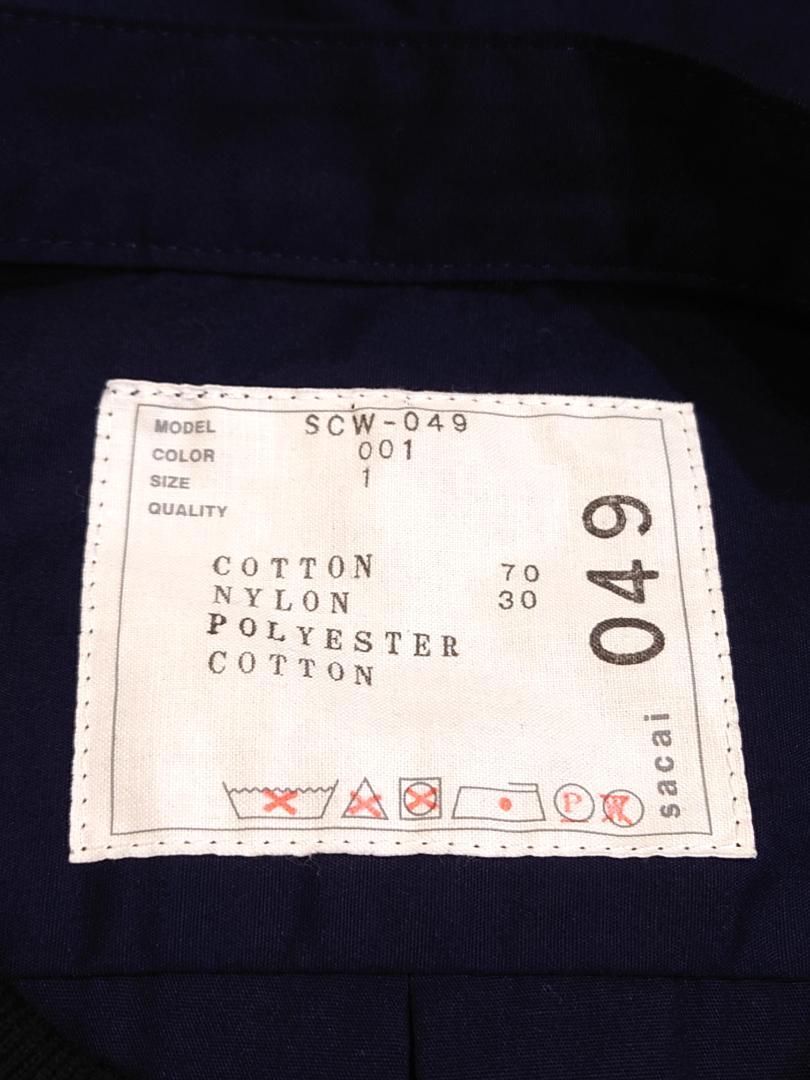 MODEL SCW-049
COLOR 001
SIZE 1
QUALITY
COTTON 70
NYLON 30
POLYESTER
COTTON
049
sacai
P
W